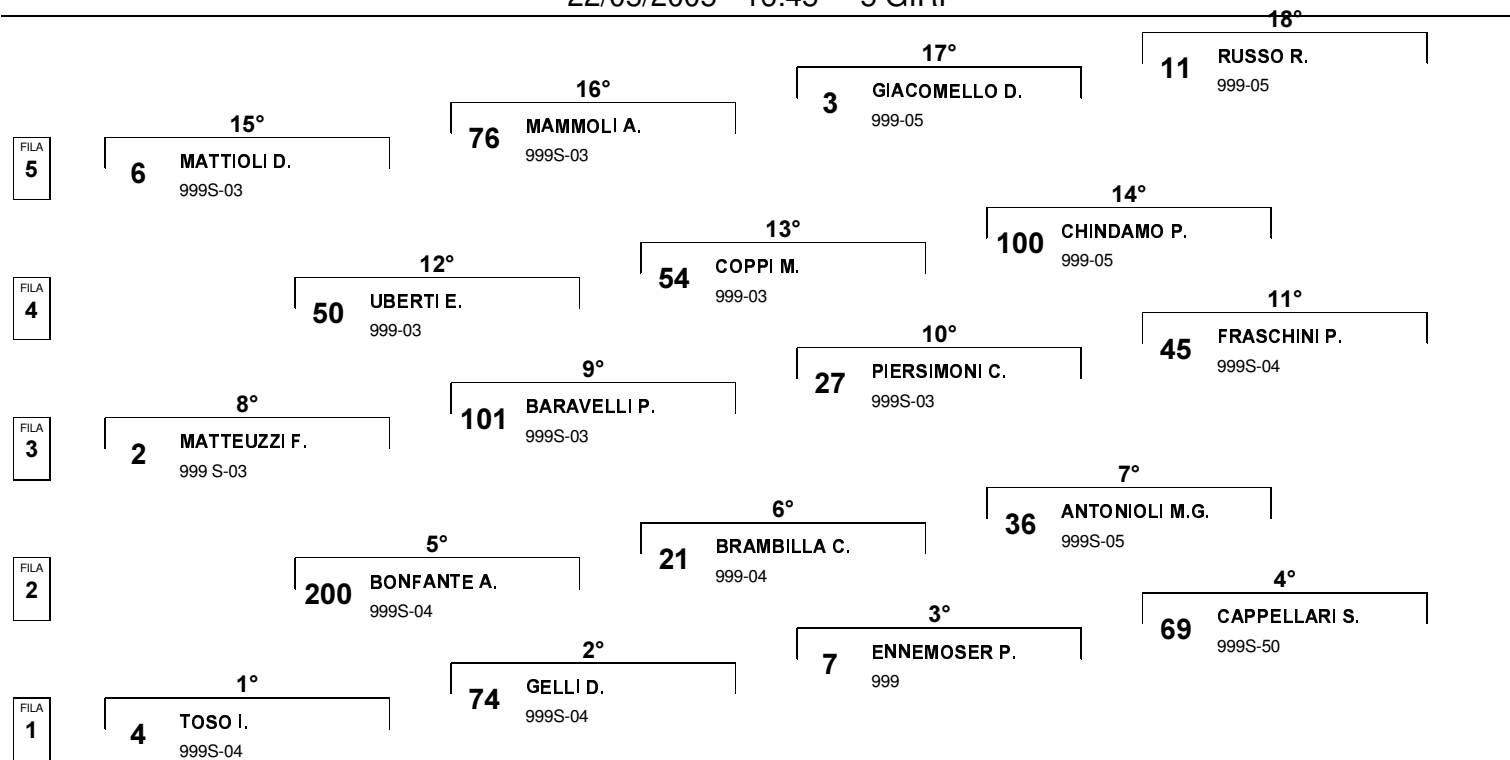 18°
11 RUSSO R.
999-05
17°
3 GIACOMELLO D.
999-05
16°
76 MAMMOLI A.
999S-03
15°
FILA
5
6 MATTIOLI D.
999S-03
14°
100 CHINDAMO P.
999-05
13°
54 COPPI M.
999-03
12°
FILA
4
50 UBERTI E.
999-03
11°
45 FRASCHINI P.
999S-04
10°
27 PIERSIMONI C.
999S-03
9°
101 BARAVELLI P.
999S-03
8°
FILA
3
2 MATTEUZZI F.
999 S-03
7°
36 ANTONIOLI M.G.
999S-05
6°
21 BRAMBILLA C.
999-04
5°
FILA
2
200 BONFANTE A.
999S-04
4°
69 CAPPELLARI S.
999S-50
3°
7 ENNEMOSER P.
999
2°
74 GELLI D.
999S-04
1°
FILA
1
4 TOSO I.
999S-04